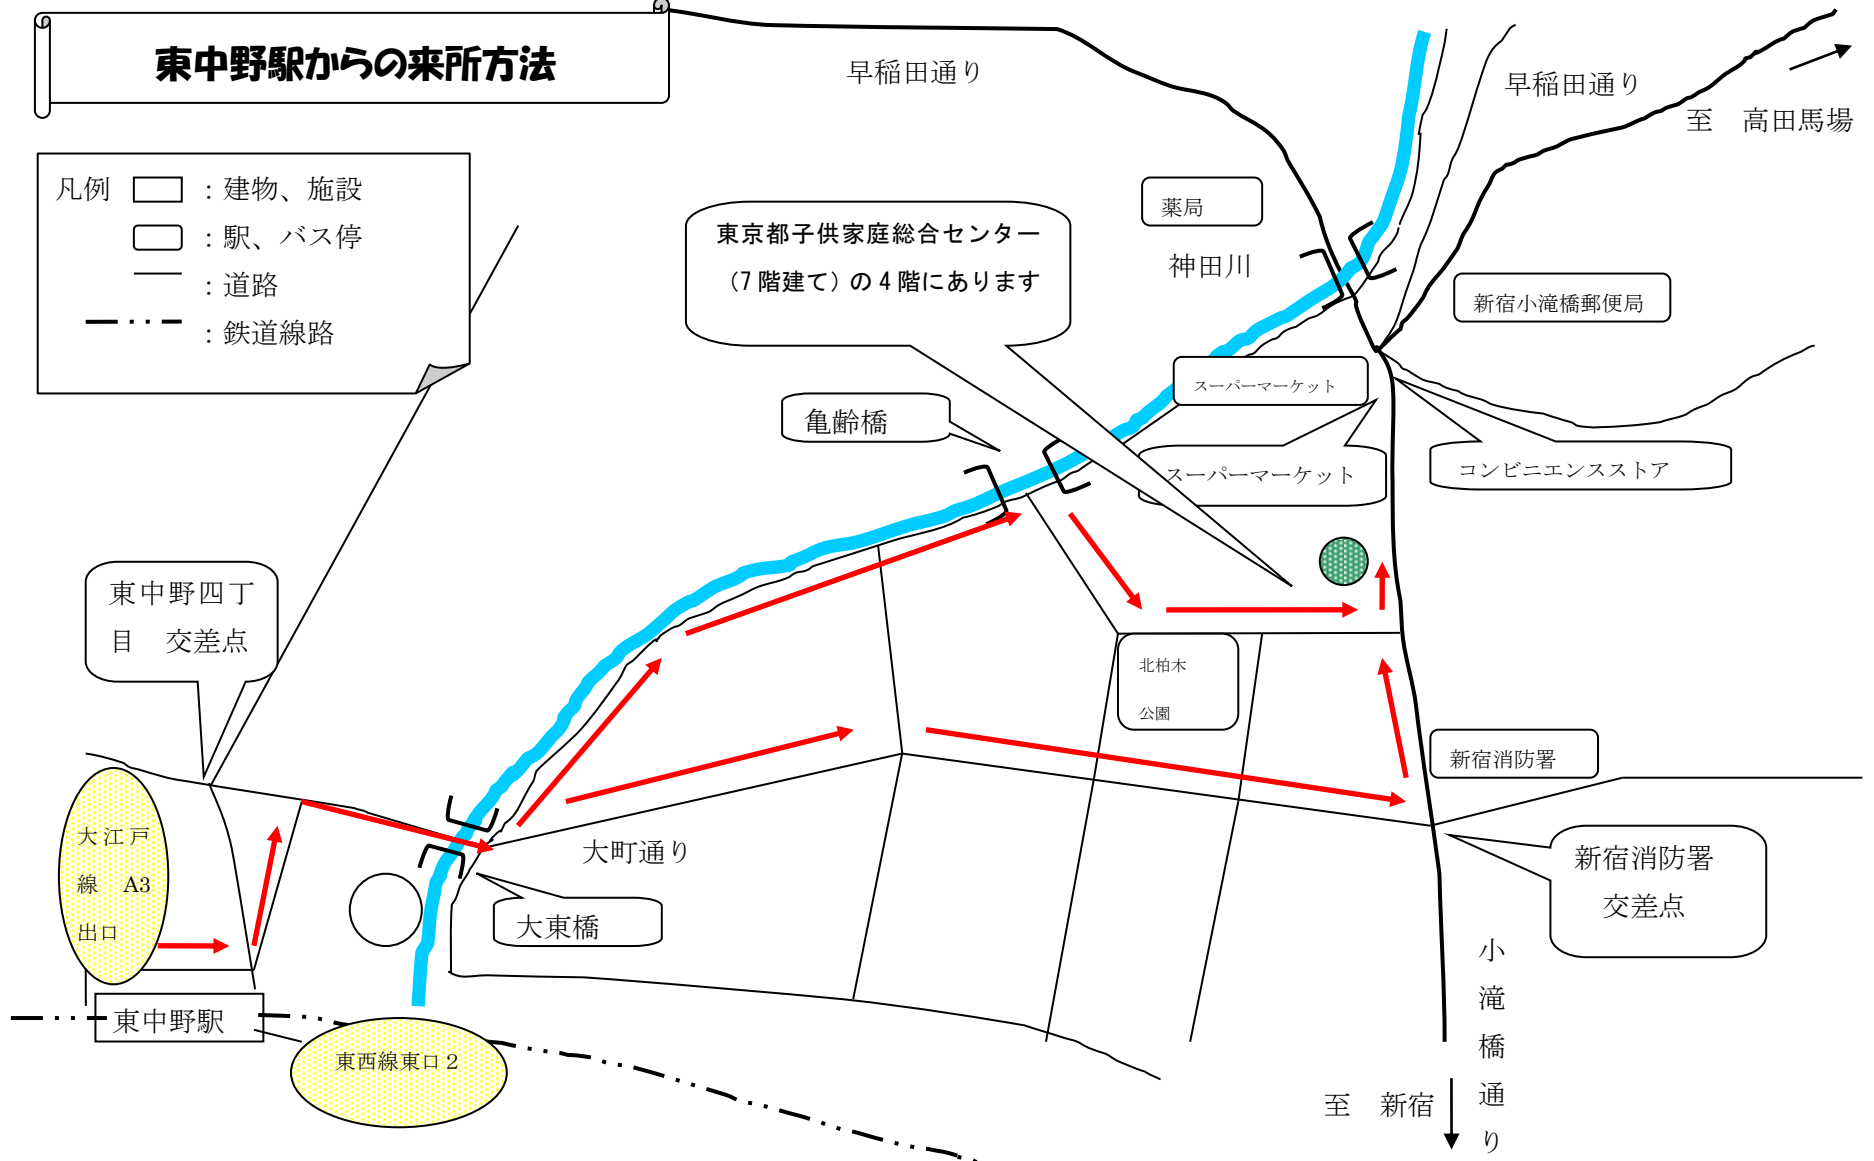 東中野駅からの来所方法
早稲田通り
早稲田通り
至　高田馬場
凡例
：建物、施設
：駅、バス停
：道路
：鉄道線路
東京都子供家庭総合センター
（7階建て）の4階にあります
薬局
神田川
新宿小滝橋郵便局
スーパーマーケット
亀齢橋
スーパーマーケット
コンビニエンスストア
東中野四丁
目　交差点
北柏木
公園
新宿消防署
大江戸
線　A3
出口
大町通り
大東橋
新宿消防署
交差点
東中野駅
東西線東口２
小滝橋通り
至　新宿